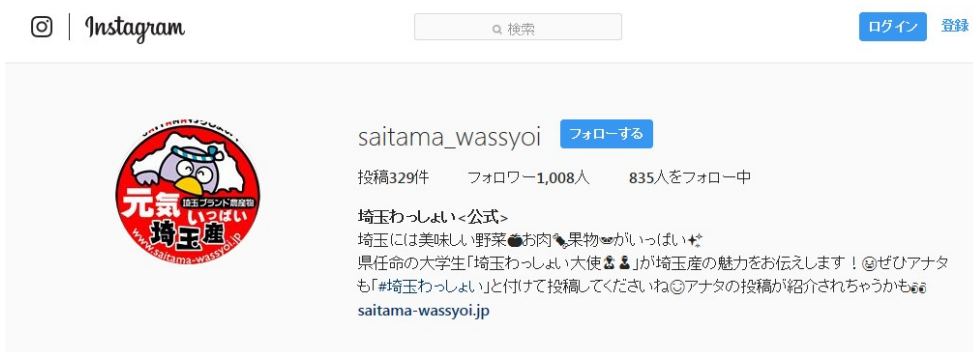 Instagram
検索
ログイン 登録
saitama_wassyoi フォローする
投稿329件 フォロワー1,008人 835人をフォロー中
埼玉わっしょい<公式>
埼玉には美味しい野菜🍅お肉🍖果物🍉がいっぱい✨
県任命の大学生「埼玉わっしょい大使」が埼玉産の魅力をお伝えします！😆ぜひアナタ
も「#埼玉わっしょい」と付けて投稿してくださいね😊アナタの投稿が紹介されちゃうかも👀
saitama-wassyoi.jp
元気
埼玉ブランド農産物
いっぱい
埼玉産
www.saitama-wassyoi.jp